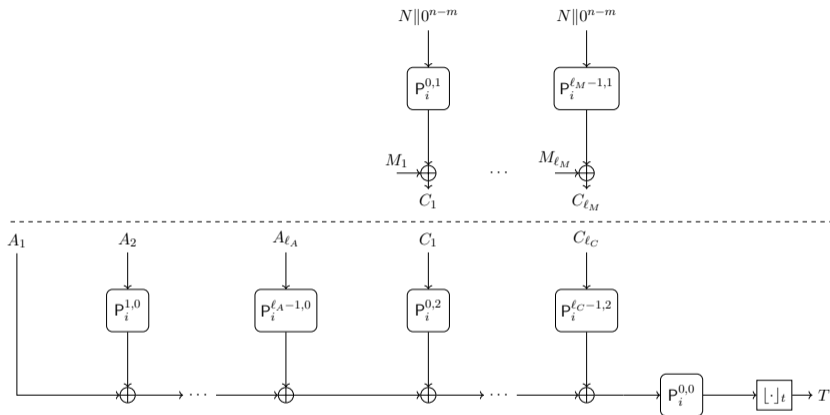 N∥0^{n−m} N∥0^{n−m}
P_i^{0,1} P_i^{ℓ_M−1,1}
M_1 ⋯ M_{ℓ_M}
C_1 C_{ℓ_M}
A_1 A_2 A_{ℓ_A} C_1 C_{ℓ_C}
P_i^{1,0} P_i^{ℓ_A−1,0} P_i^{0,2} P_i^{ℓ_C−1,2}
⋯ ⋯ P_i^{0,0} ⌊·⌋_t T